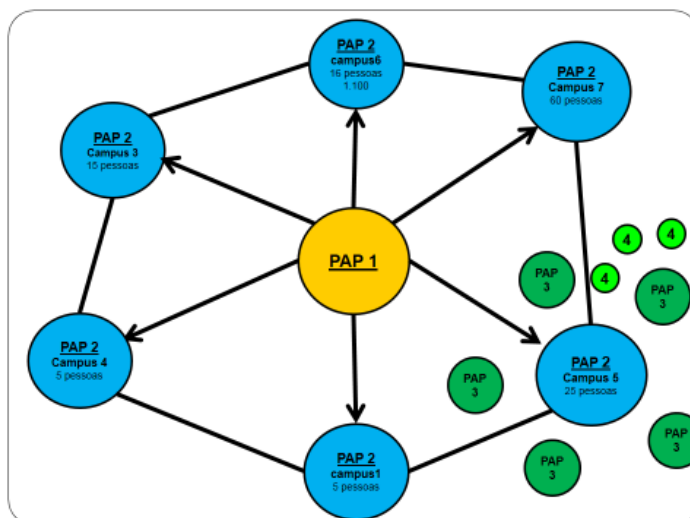 PAP 2
campus6
16 pessoas
1.100
PAP 2
Campus 7
60 pessoas
PAP 2
Campus 3
15 pessoas
PAP 1
4
4
4
PAP
3
PAP
3
PAP 2
Campus 4
5 pessoas
PAP 2
Campus 5
25 pessoas
PAP
3
PAP 2
campus1
5 pessoas
PAP
3
PAP
3